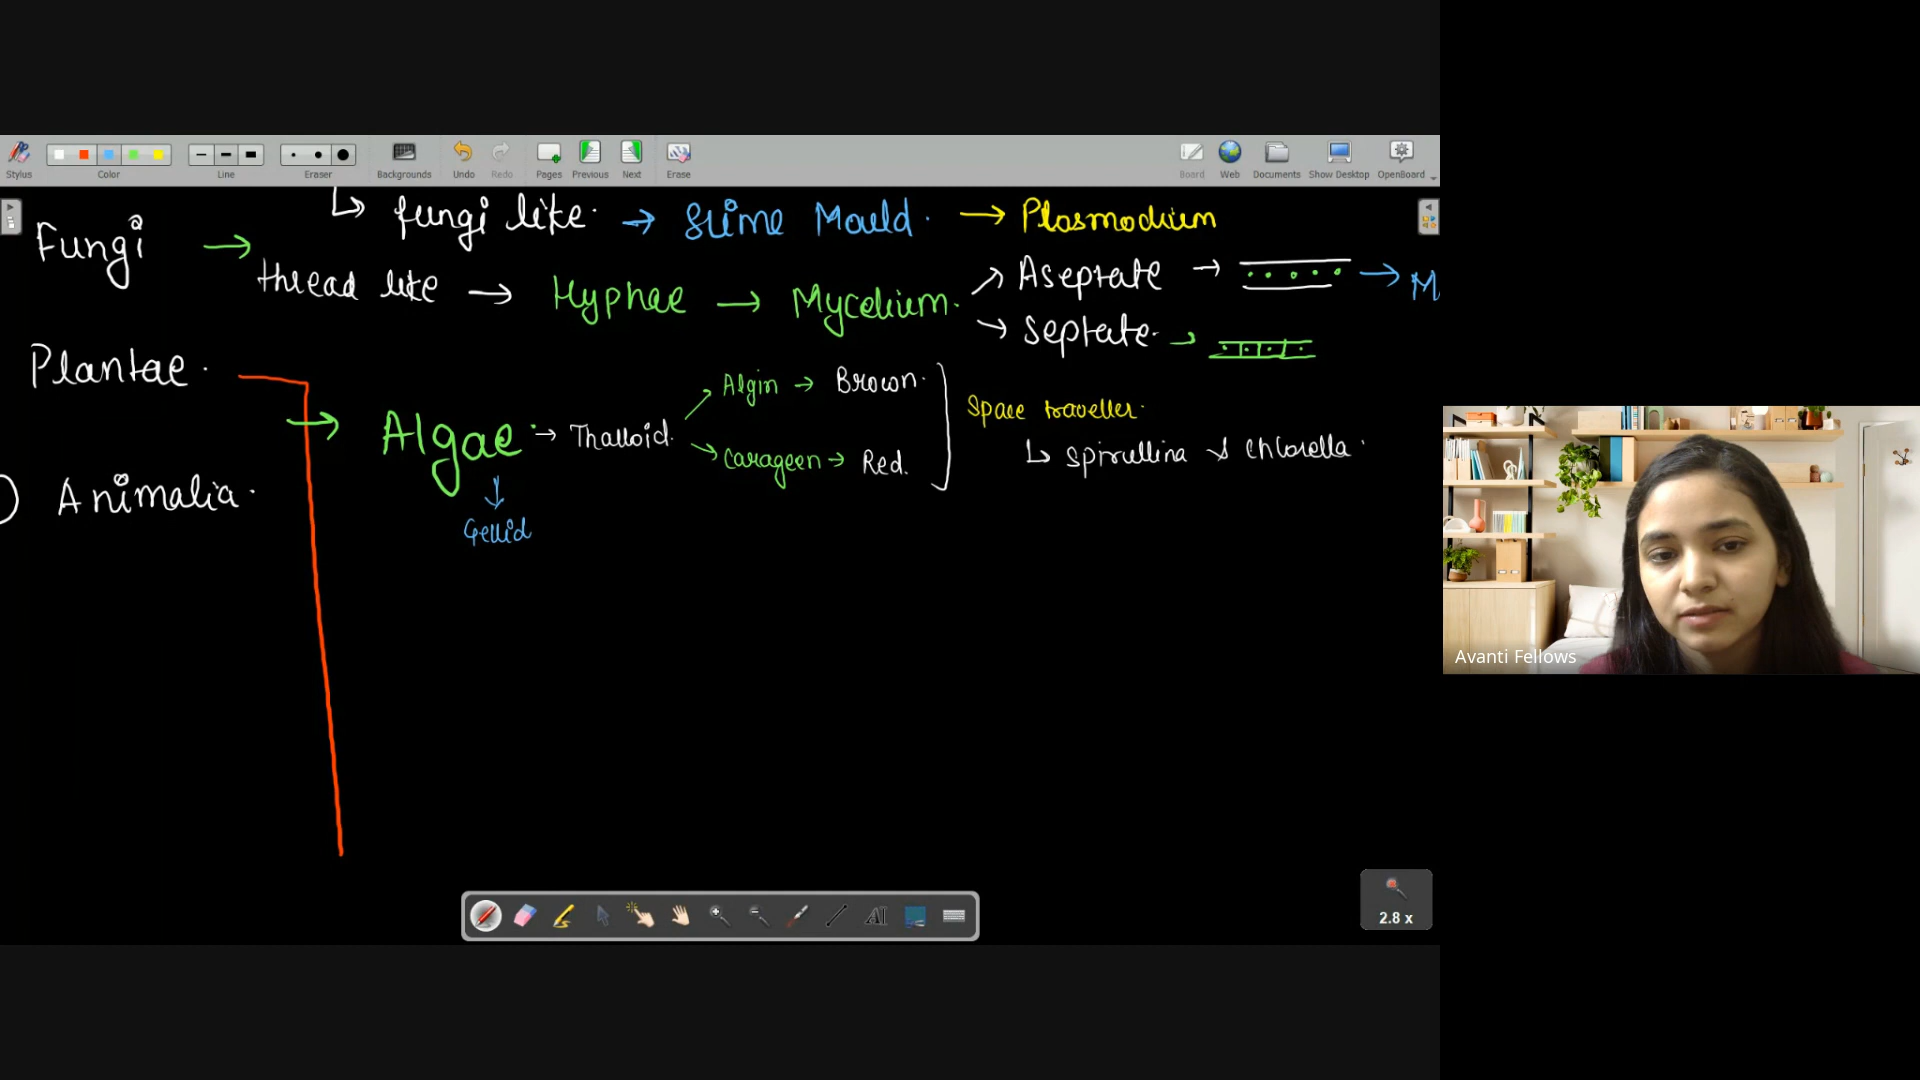 Stylus Color Line Eraser Backgrounds Undo Redo Pages Previous Next Erase Board Web Documents Show Desktop OpenBoard
↳ fungi like. → Slime Mould. → Plasmodium
Fungi → thread like → Hyphae → Mycelium.
↗ Aseptate → → M
↘ Septate. →
Plantae.
→ Algae. → Thalloid.
↗ Algin → Brown.
↘ Carageen → Red.
Space traveller.
↳ Spirullina & Chlorella.
↓
Gellid
Animalia.
Avanti Fellows
2.8 x